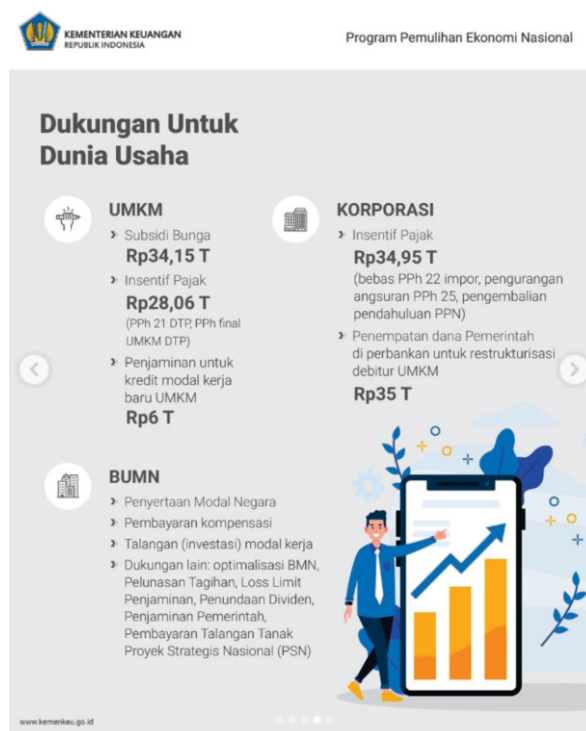 KEMENTERIAN KEUANGAN
REPUBLIK INDONESIA
Program Pemulihan Ekonomi Nasional
Dukungan Untuk
Dunia Usaha
UMKM
Subsidi Bunga
Rp34,15 T
Insentif Pajak
Rp28,06 T
(PPh 21 DTP, PPh final
UMKM DTP)
Penjaminan untuk
kredit modal kerja
baru UMKM
Rp6 T
KORPORASI
Insentif Pajak
Rp34,95 T
(bebas PPh 22 impor, pengurangan
angsuran PPh 25, pengembalian
pendahuluan PPN)
Penempatan dana Pemerintah
di perbankan untuk restrukturisasi
debitur UMKM
Rp35 T
BUMN
Penyertaan Modal Negara
Pembayaran kompensasi
Talangan (investasi) modal kerja
Dukungan lain: optimalisasi BMN,
Pelunasan Tagihan, Loss Limit
Penjaminan, Penundaan Dividen,
Penjaminan Pemerintah,
Pembayaran Talangan Tanak
Proyek Strategis Nasional (PSN)
www.kemenkeu.go.id